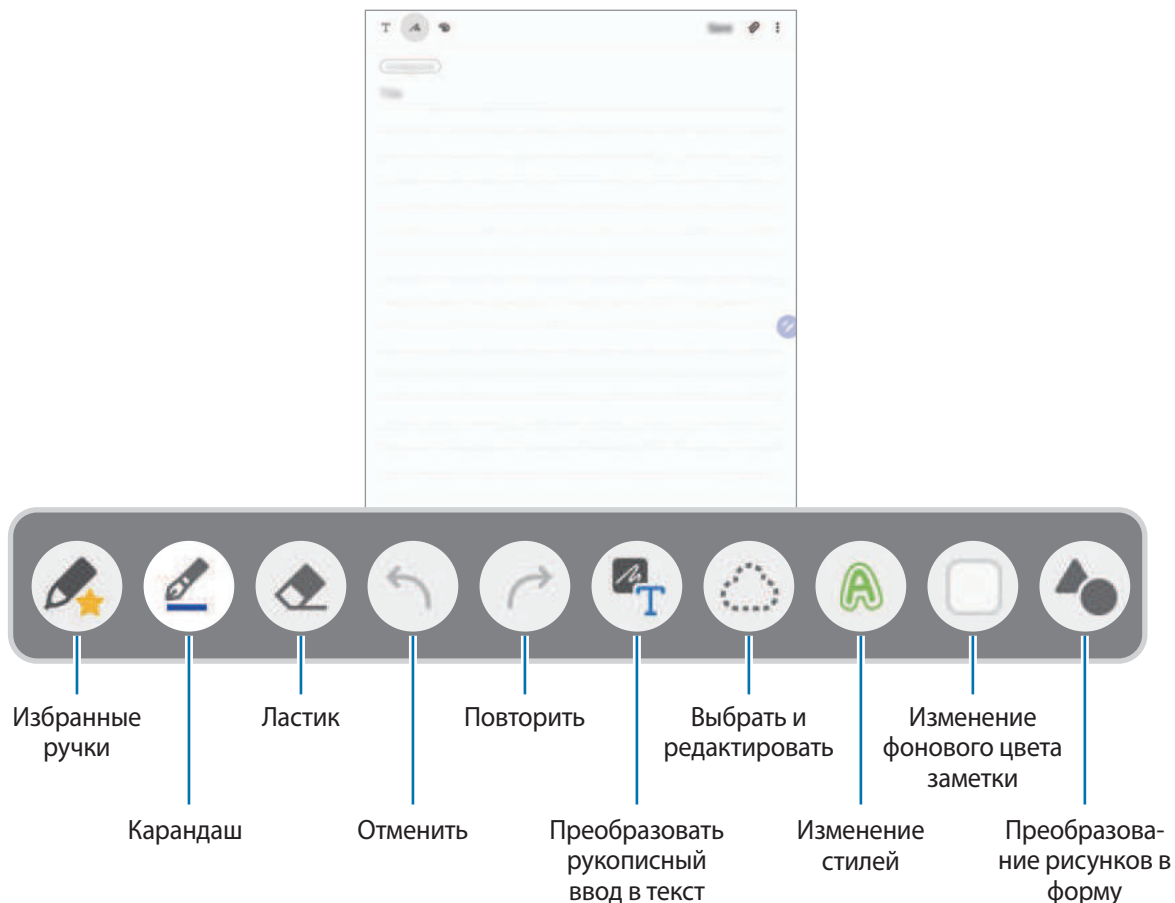 T
Избранные
ручки
Ластик
Повторить
Выбрать и
редактировать
Изменение
фонового цвета
заметки
Карандаш
Отменить
Преобразовать
рукописный
ввод в текст
Изменение
стилей
Преобразова-
ние рисунков в
форму